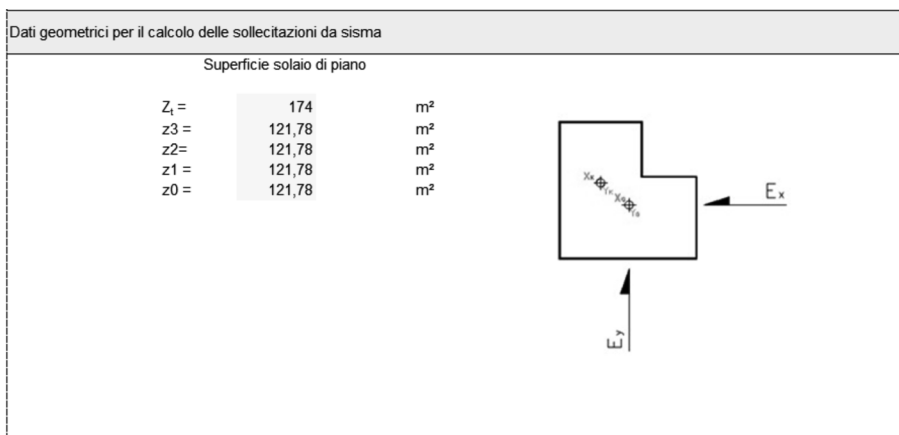 Dati geometrici per il calcolo delle sollecitazioni da sisma
Superficie solaio di piano
Zt = 174 m²
z3 = 121,78 m²
z2= 121,78 m²
z1 = 121,78 m²
z0 = 121,78 m²
Ex
Ey